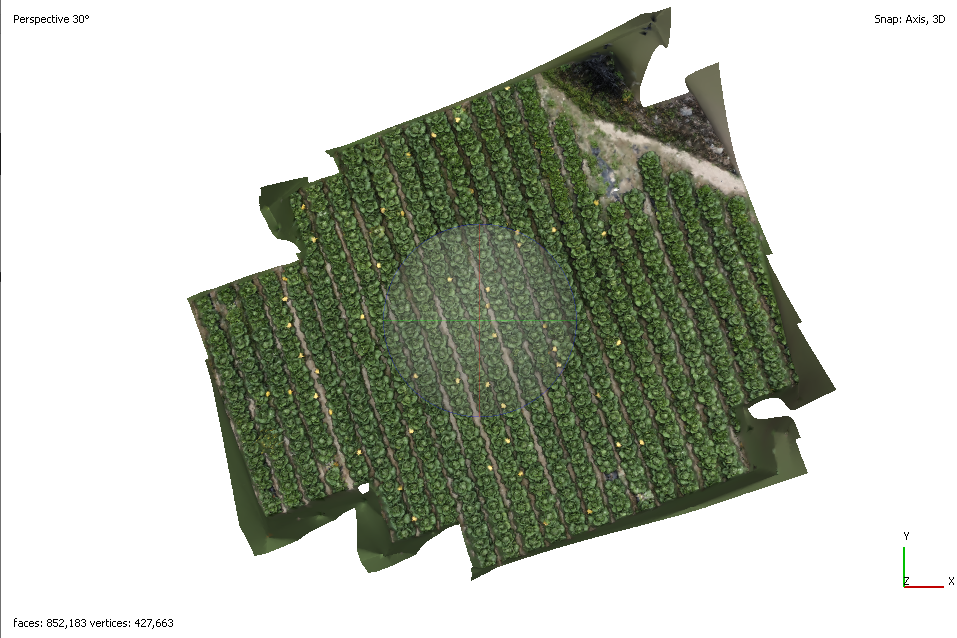 Perspective 30°
Snap: Axis, 3D
Y
Z
X
faces: 852,183 vertices: 427,663